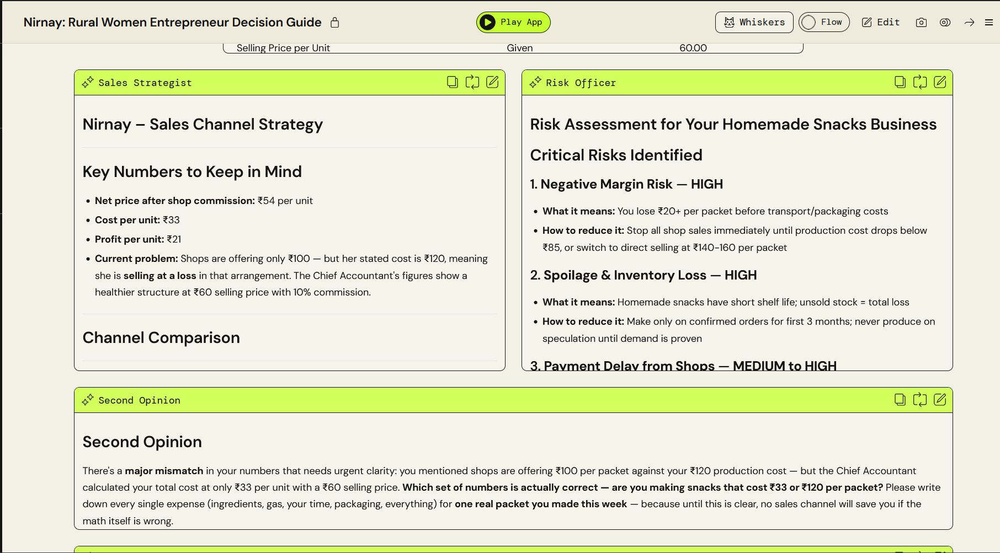 Nirnay: Rural Women Entrepreneur Decision Guide
Play App
Whiskers
Flow
Edit
Selling Price per Unit Given 60.00
Sales Strategist
Nirnay – Sales Channel Strategy
Key Numbers to Keep in Mind
• Net price after shop commission: ₹54 per unit
• Cost per unit: ₹33
• Profit per unit: ₹21
• Current problem: Shops are offering only ₹100 — but her stated cost is ₹120, meaning
she is selling at a loss in that arrangement. The Chief Accountant's figures show a
healthier structure at ₹60 selling price with 10% commission.
Channel Comparison
Risk Officer
Risk Assessment for Your Homemade Snacks Business
Critical Risks Identified
1. Negative Margin Risk — HIGH
• What it means: You lose ₹20+ per packet before transport/packaging costs
• How to reduce it: Stop all shop sales immediately until production cost drops below
₹85, or switch to direct selling at ₹140-160 per packet
2. Spoilage & Inventory Loss — HIGH
• What it means: Homemade snacks have short shelf life; unsold stock = total loss
• How to reduce it: Make only on confirmed orders for first 3 months; never produce on
speculation until demand is proven
3. Payment Delay from Shops — MEDIUM to HIGH
Second Opinion
Second Opinion
There's a major mismatch in your numbers that needs urgent clarity: you mentioned shops are offering ₹100 per packet against your ₹120 production cost — but the Chief Accountant
calculated your total cost at only ₹33 per unit with a ₹60 selling price. Which set of numbers is actually correct — are you making snacks that cost ₹33 or ₹120 per packet? Please write
down every single expense (ingredients, gas, your time, packaging, everything) for one real packet you made this week — because until this is clear, no sales channel will save you if the
math itself is wrong.